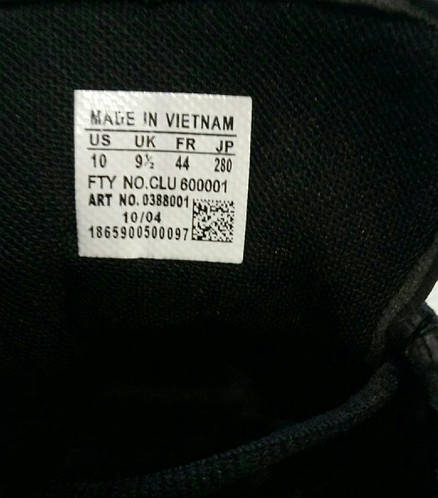 MADE IN VIETNAM
US UK FR JP
10 9½ 44 280
FTY NO.CLU 600001
ART NO. 0388001
10/04
1865900500097